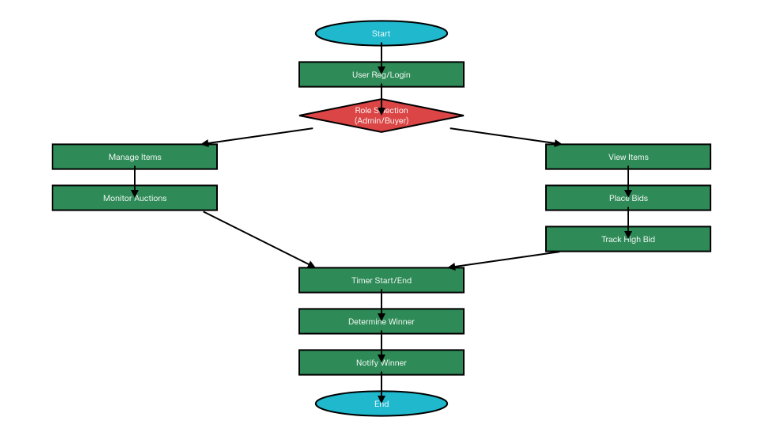 Start
User Reg/Login
Role Selection
(Admin/Buyer)
Manage Items
View Items
Monitor Auctions
Place Bids
Track High Bid
Timer Start/End
Determine Winner
Notify Winner
End